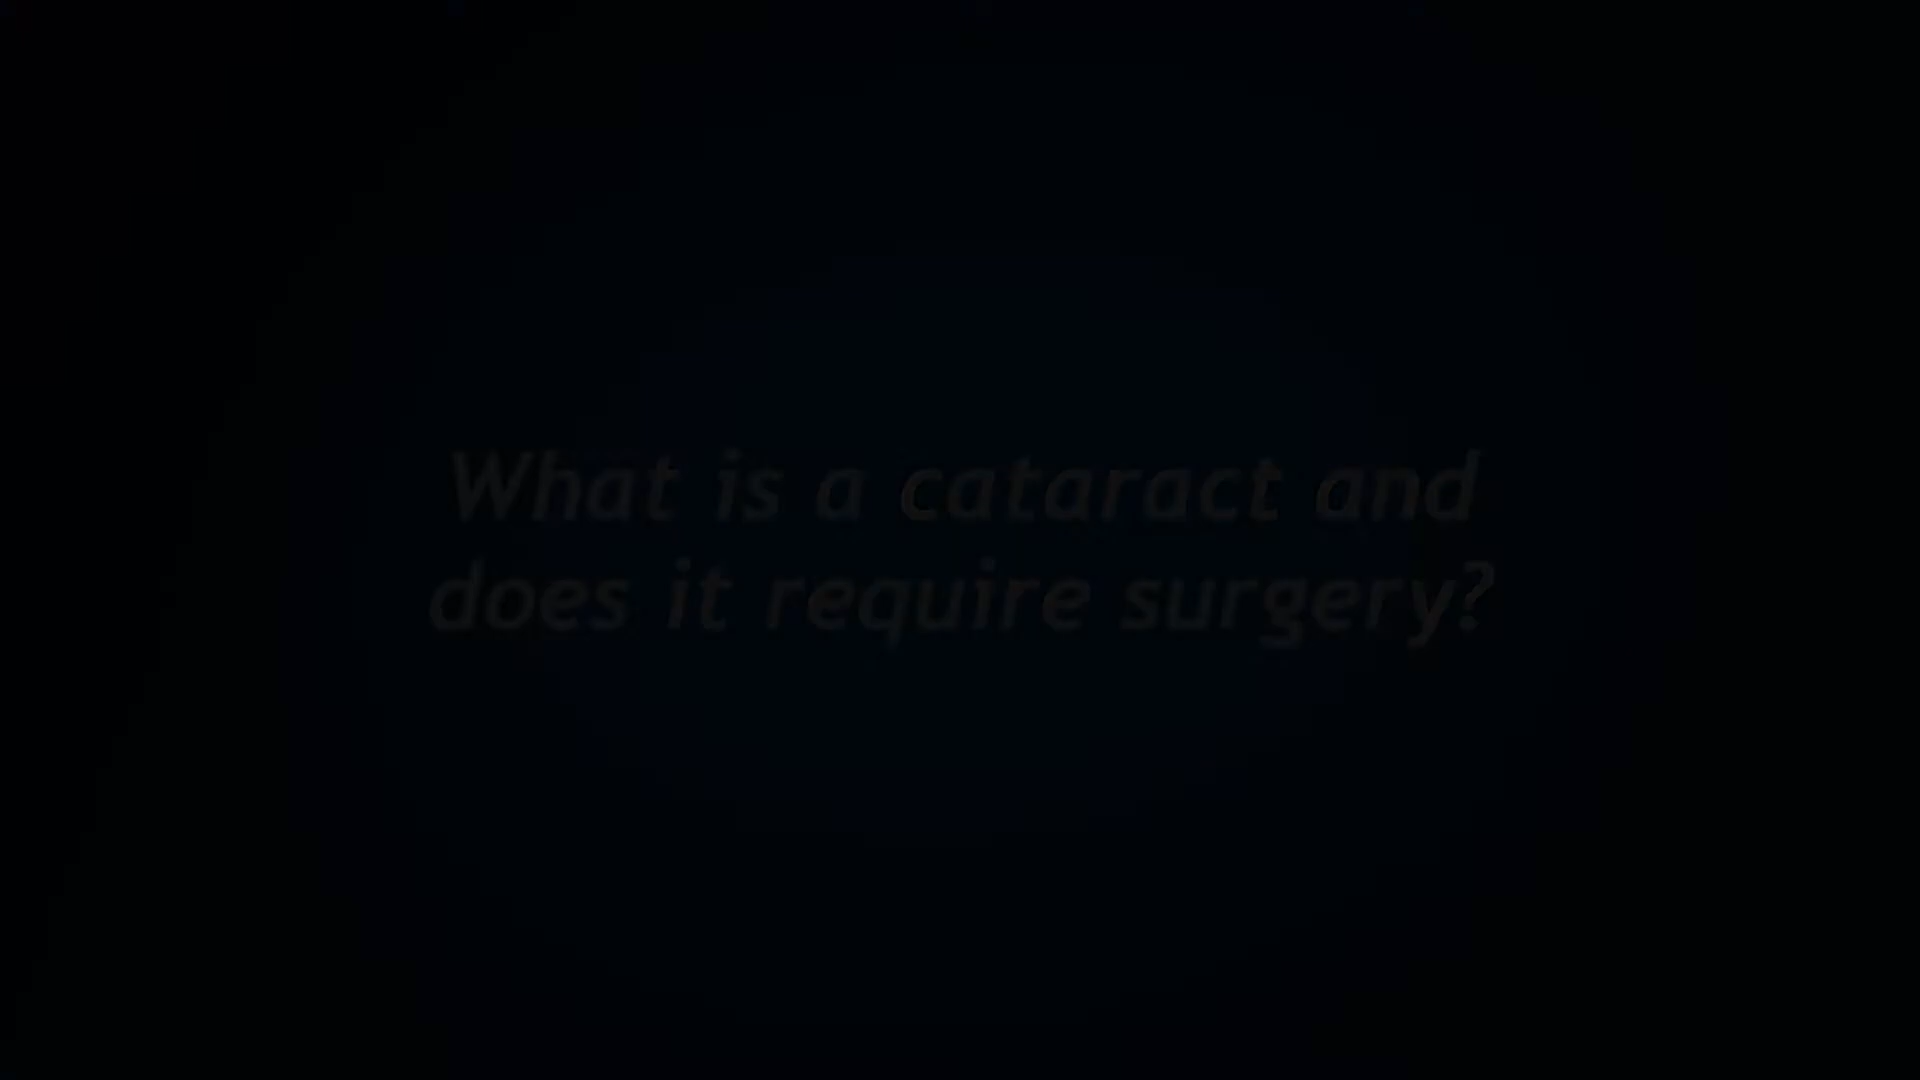 What is a cataract and
does it require surgery?